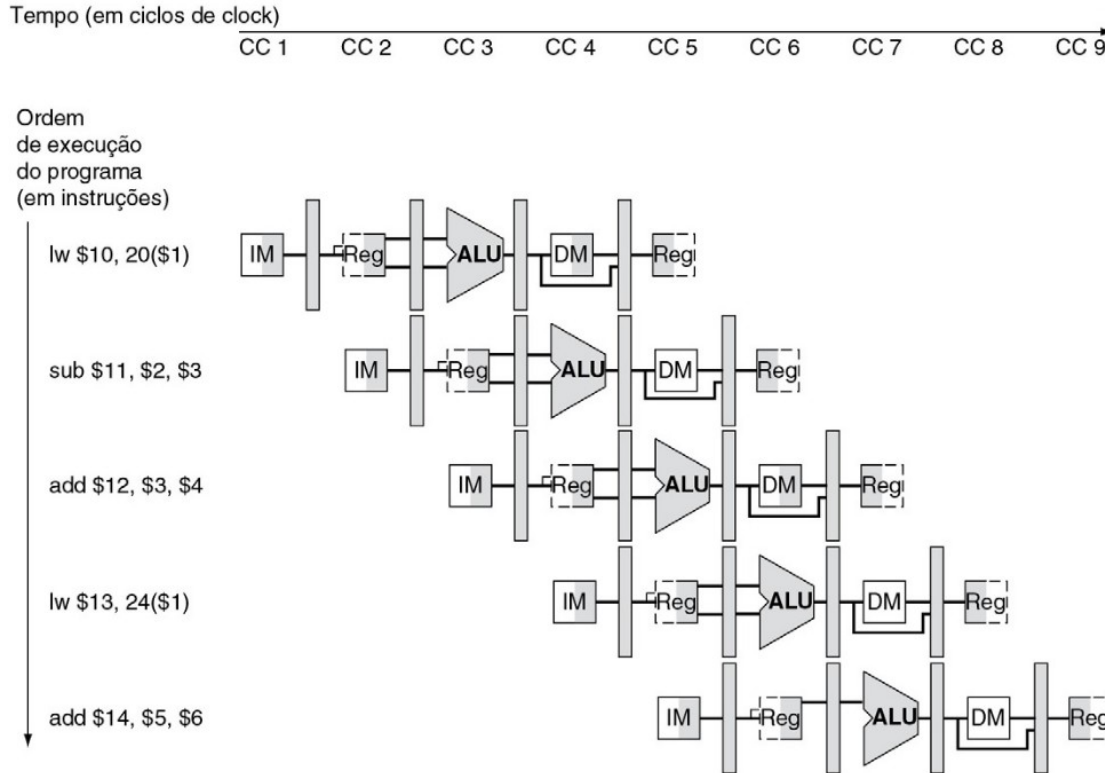 Tempo (em ciclos de clock)
CC 1 CC 2 CC 3 CC 4 CC 5 CC 6 CC 7 CC 8 CC 9
Ordem
de execução
do programa
(em instruções)
lw $10, 20($1) IM Reg ALU DM Reg
sub $11, $2, $3 IM Reg ALU DM Reg
add $12, $3, $4 IM Reg ALU DM Reg
lw $13, 24($1) IM Reg ALU DM Reg
add $14, $5, $6 IM Reg ALU DM Reg